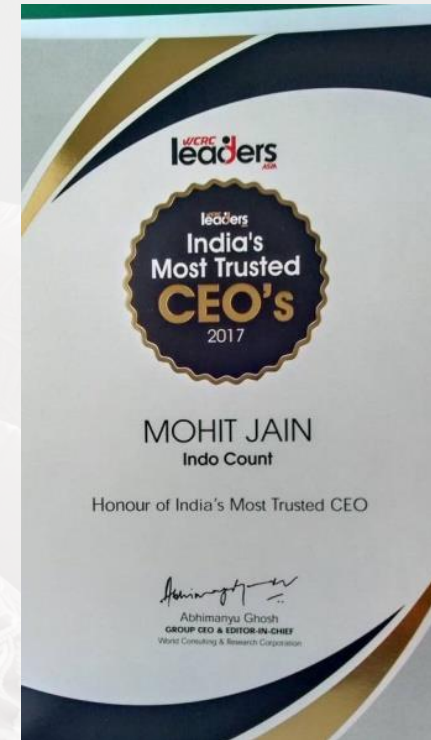 WCRC
leaders
ASIA
WCRC
leaders
India's
Most Trusted
CEO's
2017
MOHIT JAIN
Indo Count
Honour of India's Most Trusted CEO
Abhimanyu Ghosh
GROUP CEO & EDITOR-IN-CHIEF
World Consulting & Research Corporation